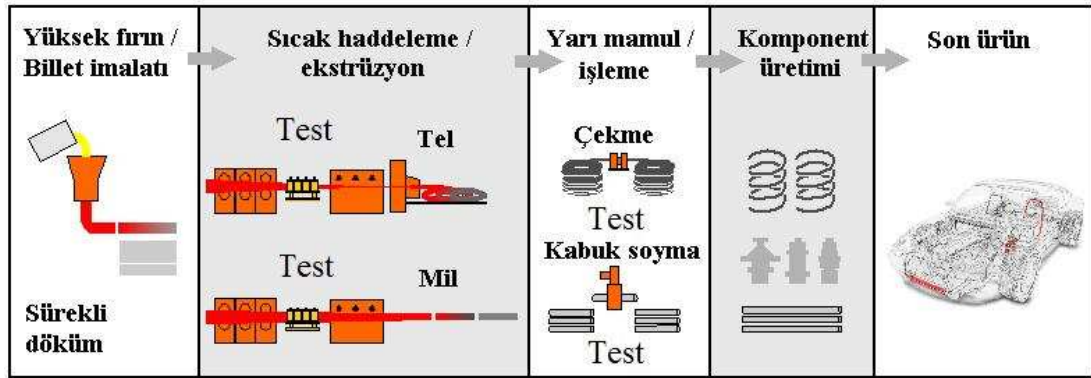 Yüksek fırın /
Billet imalatı
Sürekli
döküm
Sıcak haddeleme /
ekstrüzyon
Test
Tel
Test
Mil
Yarı mamul /
işleme
Çekme
Test
Kabuk soyma
Test
Komponent
üretimi
Son ürün